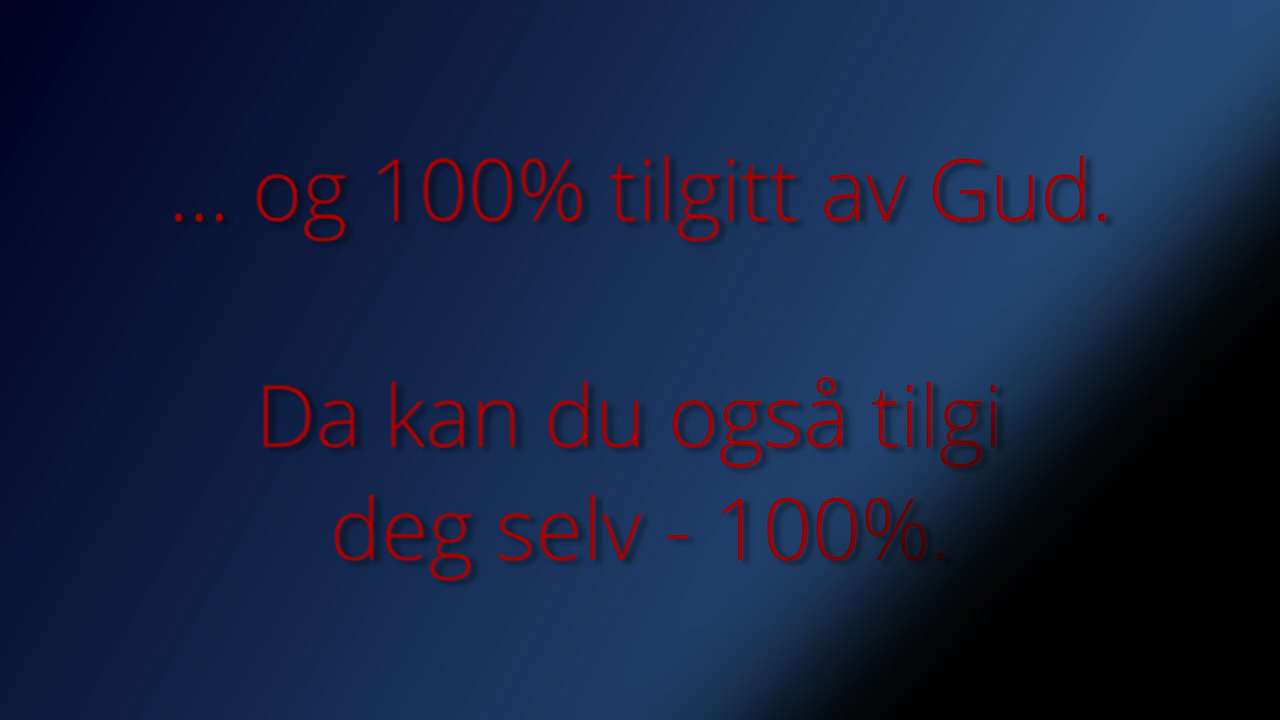 ... og 100% tilgitt av Gud.
Da kan du også tilgi
deg selv - 100%.